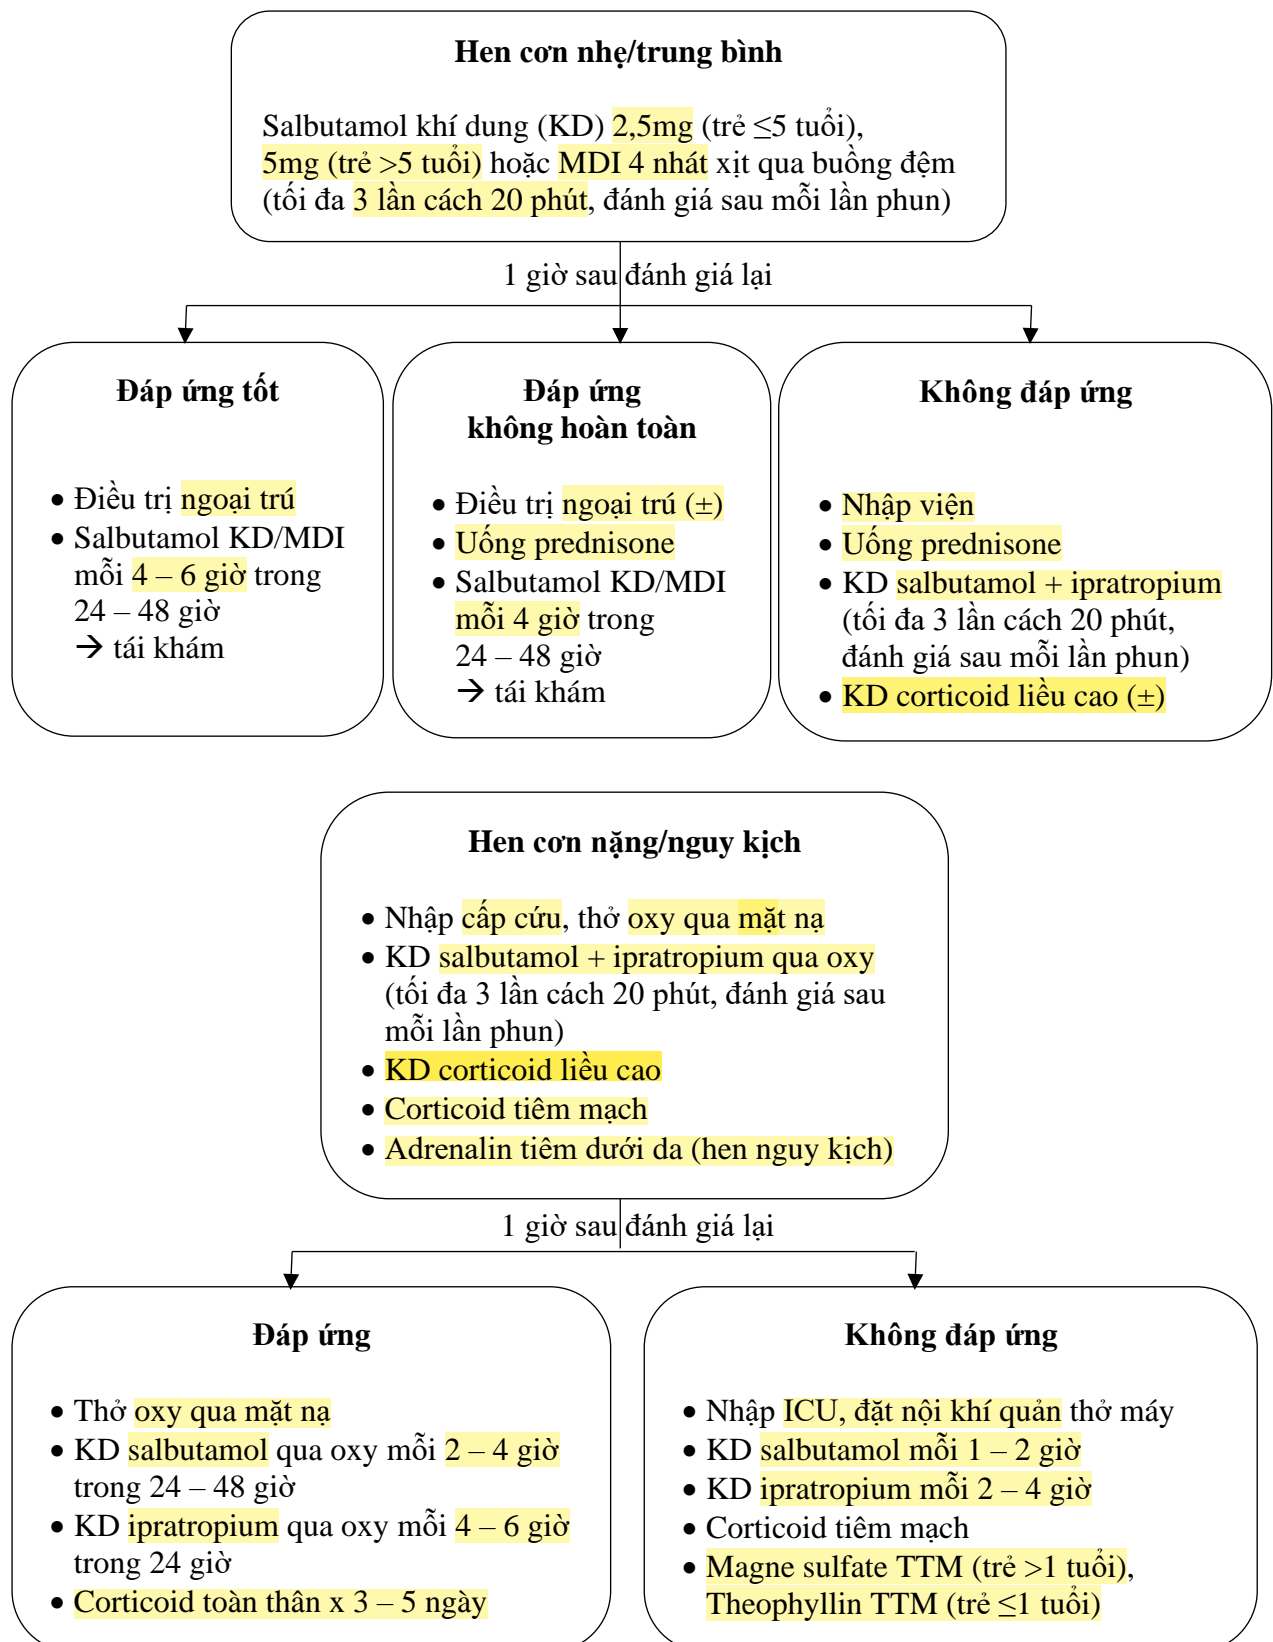 Hen cơn nhẹ/trung bình
Salbutamol khí dung (KD) 2,5mg (trẻ ≤5 tuổi),
5mg (trẻ >5 tuổi) hoặc MDI 4 nhát xịt qua buồng đệm
(tối đa 3 lần cách 20 phút, đánh giá sau mỗi lần phun)
1 giờ sau đánh giá lại
Đáp ứng tốt
• Điều trị ngoại trú
• Salbutamol KD/MDI
mỗi 4 – 6 giờ trong
24 – 48 giờ
→ tái khám
Đáp ứng
không hoàn toàn
• Điều trị ngoại trú (±)
• Uống prednisone
• Salbutamol KD/MDI
mỗi 4 giờ trong
24 – 48 giờ
→ tái khám
Không đáp ứng
• Nhập viện
• Uống prednisone
• KD salbutamol + ipratropium
(tối đa 3 lần cách 20 phút,
đánh giá sau mỗi lần phun)
• KD corticoid liều cao (±)
Hen cơn nặng/nguy kịch
• Nhập cấp cứu, thở oxy qua mặt nạ
• KD salbutamol + ipratropium qua oxy
(tối đa 3 lần cách 20 phút, đánh giá sau
mỗi lần phun)
• KD corticoid liều cao
• Corticoid tiêm mạch
• Adrenalin tiêm dưới da (hen nguy kịch)
1 giờ sau đánh giá lại
Đáp ứng
• Thở oxy qua mặt nạ
• KD salbutamol qua oxy mỗi 2 – 4 giờ
trong 24 – 48 giờ
• KD ipratropium qua oxy mỗi 4 – 6 giờ
trong 24 giờ
• Corticoid toàn thân x 3 – 5 ngày
Không đáp ứng
• Nhập ICU, đặt nội khí quản thở máy
• KD salbutamol mỗi 1 – 2 giờ
• KD ipratropium mỗi 2 – 4 giờ
• Corticoid tiêm mạch
• Magne sulfate TTM (trẻ >1 tuổi),
Theophyllin TTM (trẻ ≤1 tuổi)